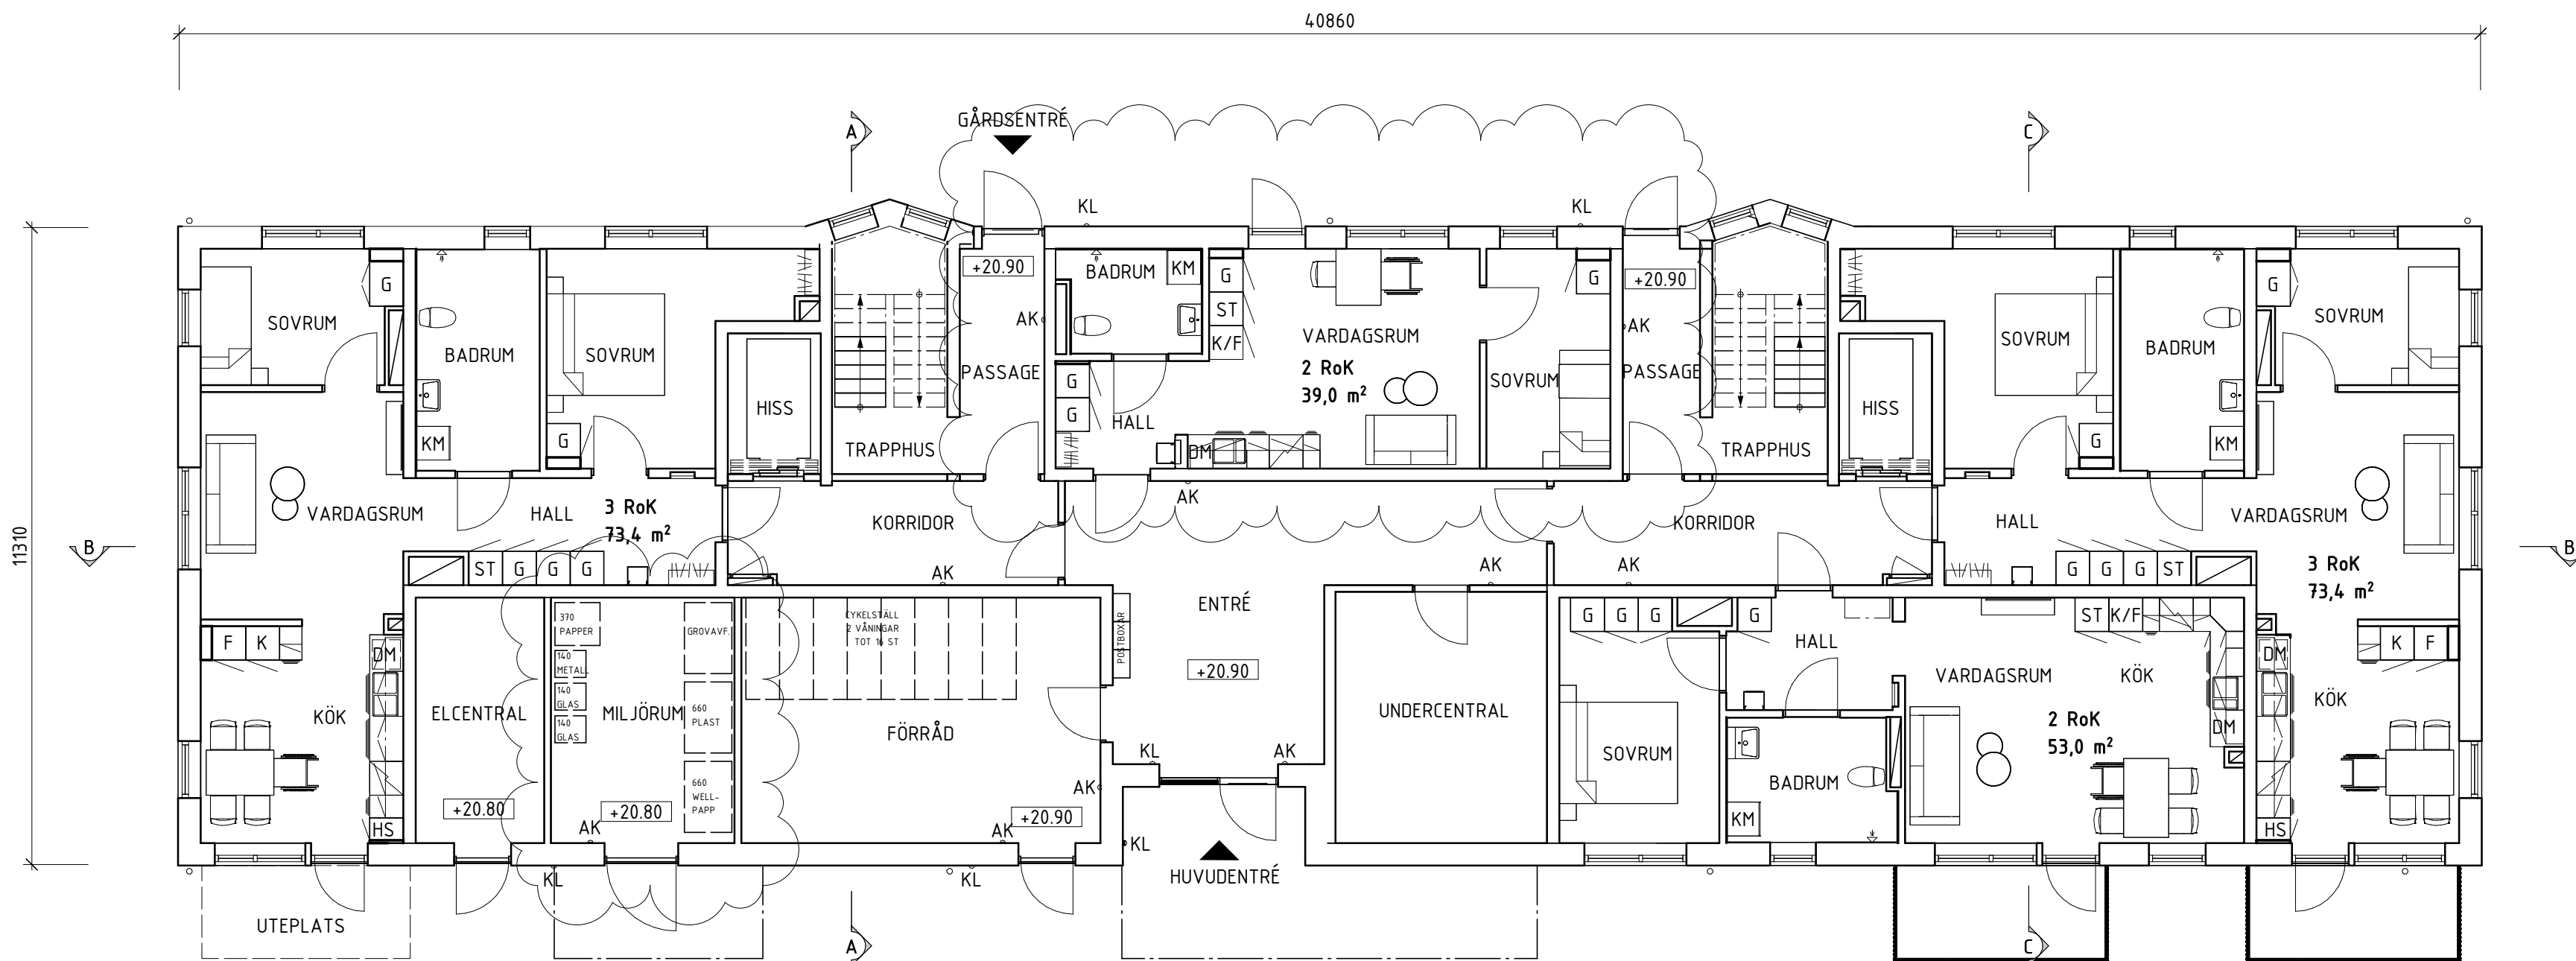 40860
11310
A
GÅRDSENTRÉ
C
KL
KL
+20.90
BADRUM
KM
G
ST
K/F
G
+20.90
G
SOVRUM
BADRUM
SOVRUM
G
KM
AK
PASSAGE
HISS
TRAPPHUS
G
G
HALL
DM
VARDAGSRUM
2 RoK
39,0 m²
SOVRUM
AK
PASSAGE
TRAPPHUS
HISS
SOVRUM
G
BADRUM
KM
G
SOVRUM
VARDAGSRUM
HALL
3 RoK
73,4 m²
KORRIDOR
AK
AK
AK
KORRIDOR
AK
HALL
VARDAGSRUM
3 RoK
73,4 m²
B
B
ST
G
G
G
G
G
G
ST
F
K
DM
KÖK
HS
ELCENTRAL
+20.80
370
PAPPER
140
METALL
140
GLAS
140
GLAS
GROVAVF.
660
PLAST
660
WELL-
PAPP
MILJÖRUM
+20.80
AK
CYKELSTÄLL
2 VÅNINGAR
TOT 16 ST
FÖRRÅD
AK
AK
+20.90
POSTBOXAR
ENTRÉ
+20.90
KL
AK
KL
UNDERCENTRAL
G
G
G
G
HALL
SOVRUM
BADRUM
KM
VARDAGSRUM
ST
K/F
KÖK
2 RoK
53,0 m²
DM
DM
K
F
KÖK
HS
KL
KL
HUVUDENTRÉ
UTEPLATS
A
C